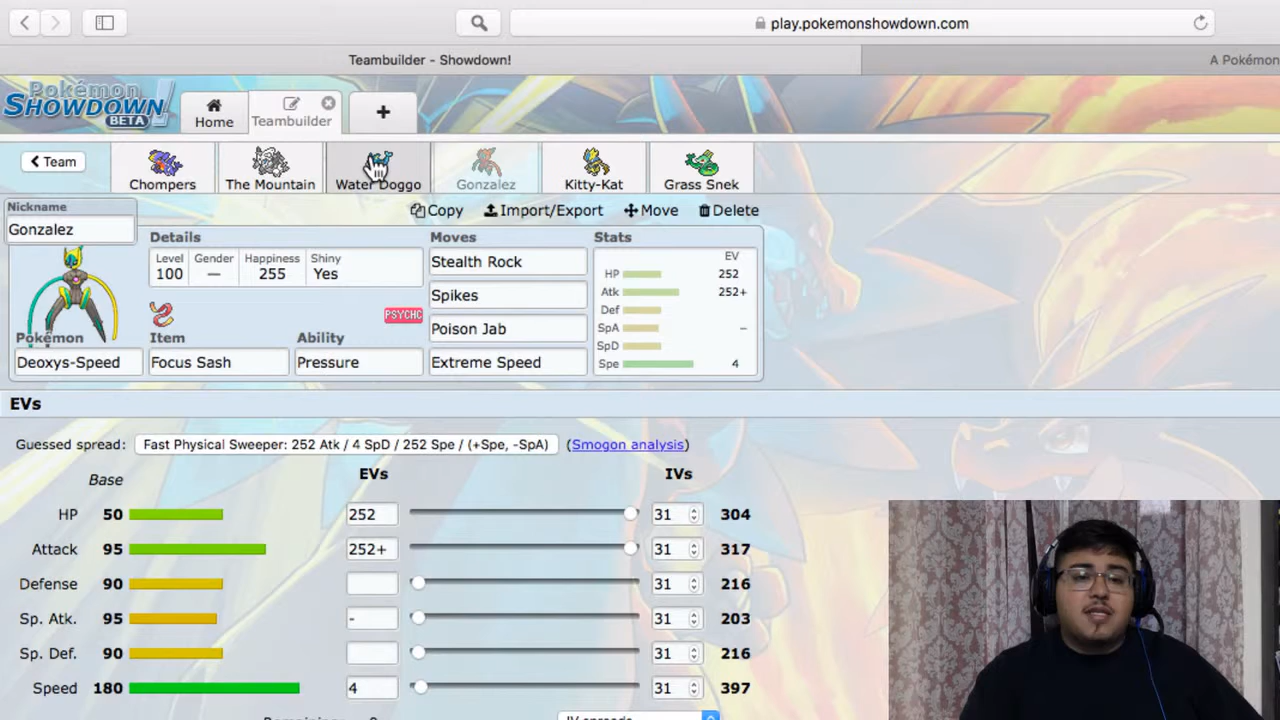 play.pokemonshowdown.com
Teambuilder - Showdown!
A Pokémon
Pokémon
SHOWDOWN!
BETA
Home
Teambuilder
+
< Team
Chompers
The Mountain
Water Doggo
Gonzalez
Kitty-Kat
Grass Snek
Copy
Import/Export
Move
Delete
Nickname
Gonzalez
Details
Moves
Stats
Level
Gender
Happiness
Shiny
100
—
255
Yes
PSYCHC
Pokémon
Item
Ability
Deoxys-Speed
Focus Sash
Pressure
Stealth Rock
Spikes
Poison Jab
Extreme Speed
EV
HP 252
Atk 252+
Def
SpA –
SpD
Spe 4
EVs
Guessed spread: Fast Physical Sweeper: 252 Atk / 4 SpD / 252 Spe / (+Spe, -SpA) (Smogon analysis)
Base EVs IVs
HP 50 252 31 304
Attack 95 252+ 31 317
Defense 90 31 216
Sp. Atk. 95 - 31 203
Sp. Def. 90 31 216
Speed 180 4 31 397